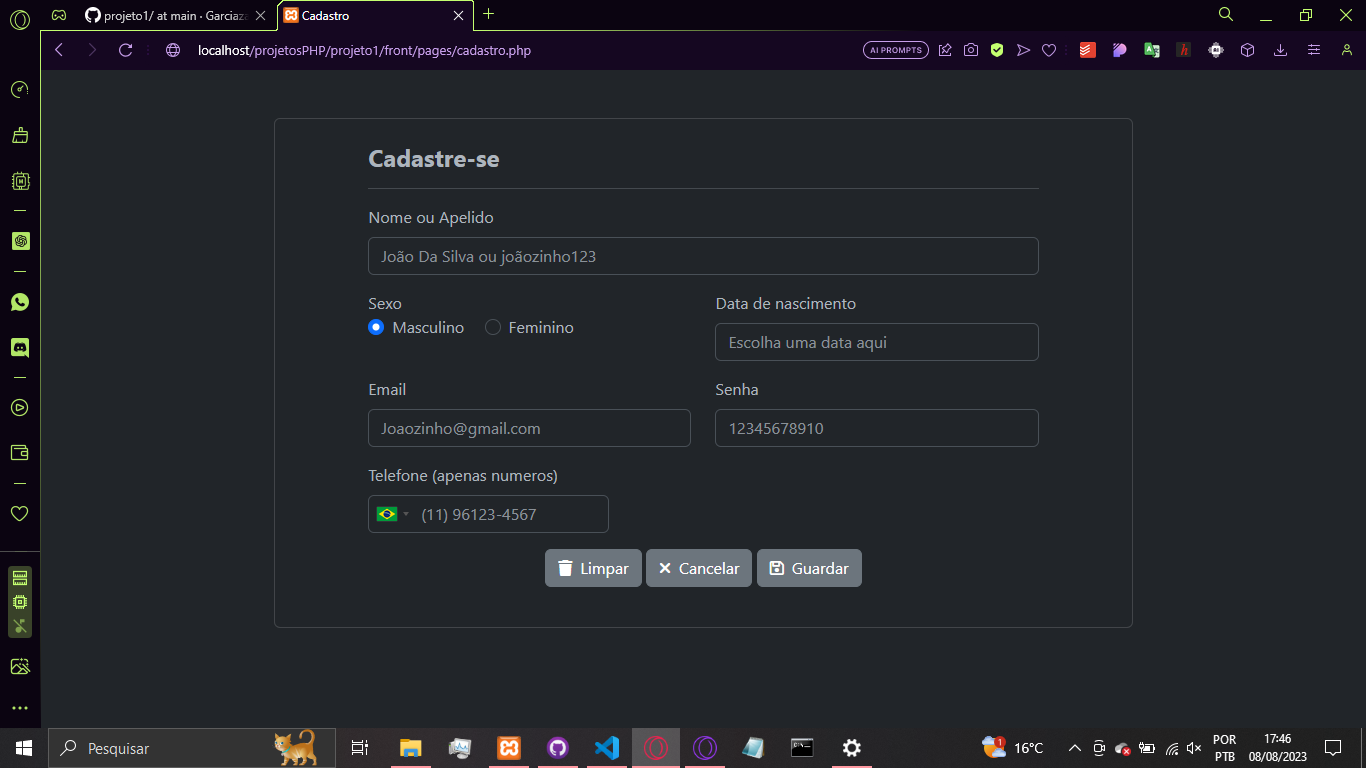 projeto1/ at main · Garciaza
Cadastro
localhost/projetosPHP/projeto1/front/pages/cadastro.php
AI PROMPTS
Cadastre-se
Nome ou Apelido
João Da Silva ou joãozinho123
Sexo
Data de nascimento
Masculino
Feminino
Escolha uma data aqui
Email
Senha
Joaozinho@gmail.com
12345678910
Telefone (apenas numeros)
(11) 96123-4567
Limpar
Cancelar
Guardar
Pesquisar
1
16°C
POR
PTB
17:46
08/08/2023